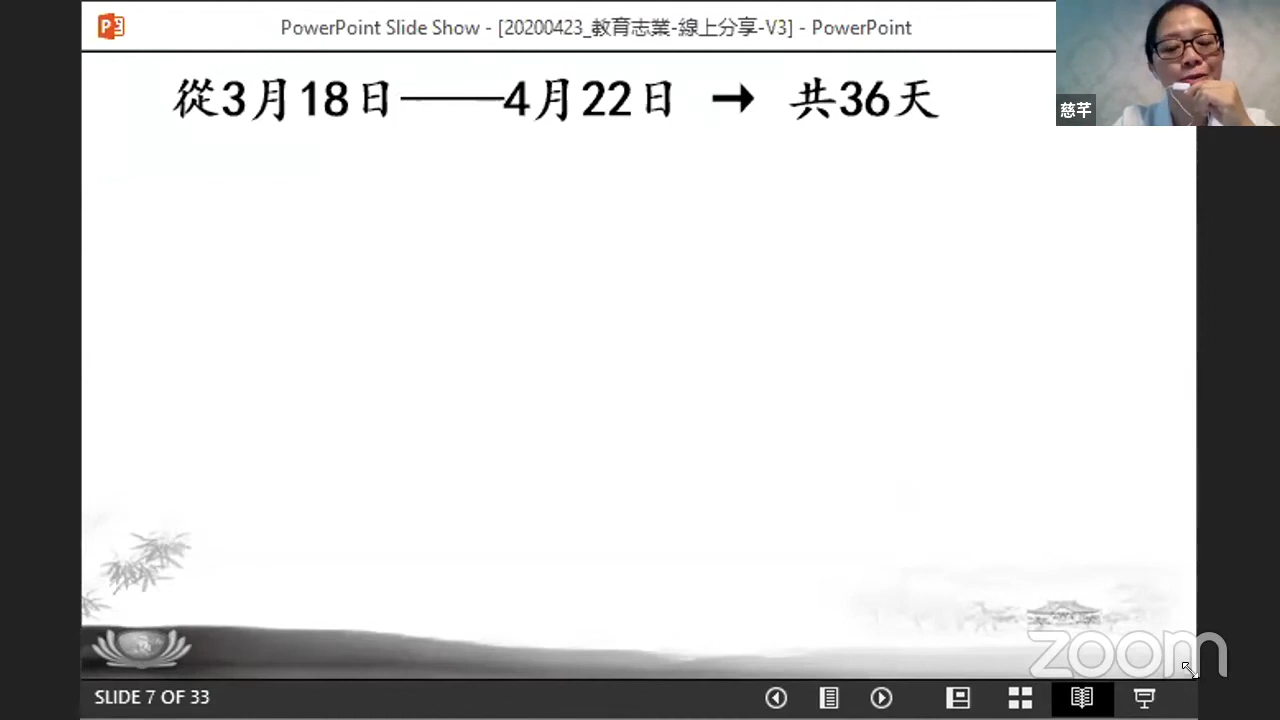 PowerPoint Slide Show - [20200423_教育志業-線上分享-V3] - PowerPoint
從3月18日——4月22日 → 共36天
慈芊
zoom
SLIDE 7 OF 33